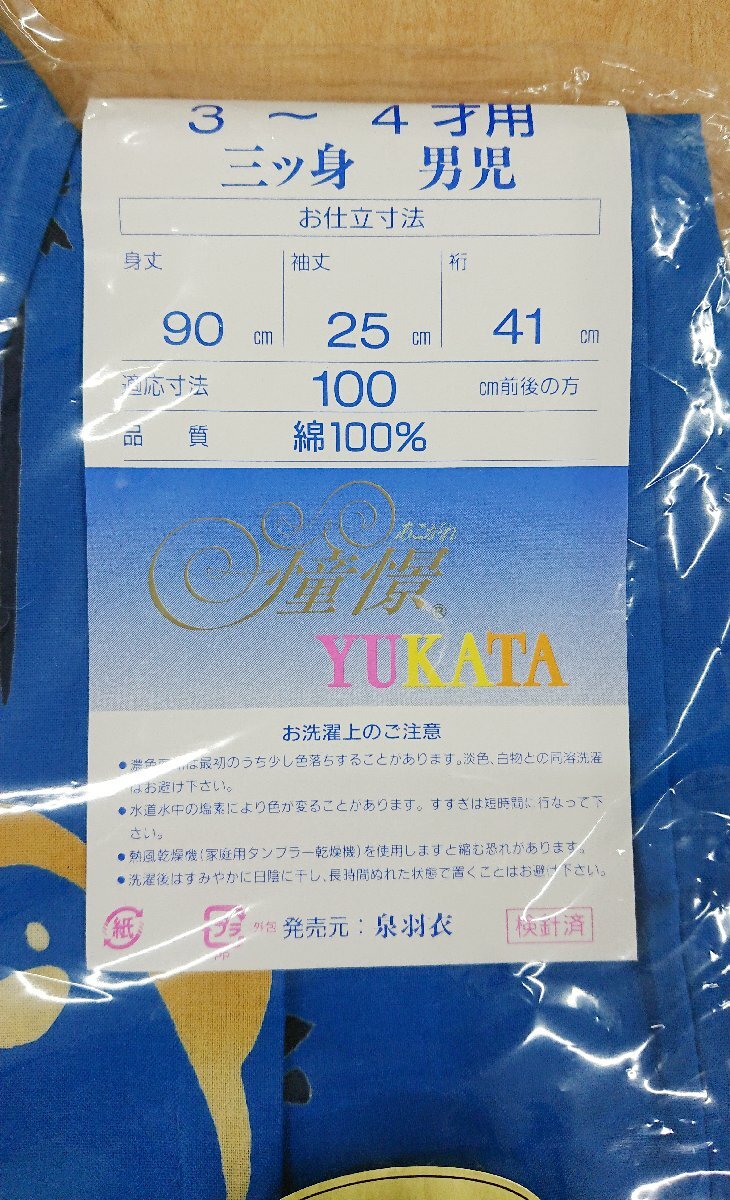 3 ～ 4 才用
三ッ身 男児
お仕立寸法
身丈 袖丈 裄
90 cm 25 cm 41 cm
適応寸法 100 cm前後の方
品 質 綿100%
あこがれ
憧憬®
YUKATA
お洗濯上のご注意
●濃色 は最初のうち少し色落ちすることがあります。淡色、白物との同浴洗濯
はお避け下さい。
●水道水中の塩素により色が変ることがあります。すすぎは短時間に行なって下
さい。
●熱風乾燥機(家庭用タンブラー乾燥機)を使用しますと縮む恐れがあります。
●洗濯後はすみやかに日陰に干し、長時間ぬれた状態で置くことはお避け下さい。
紙 プラ 外包 発売元：泉羽衣 検針済